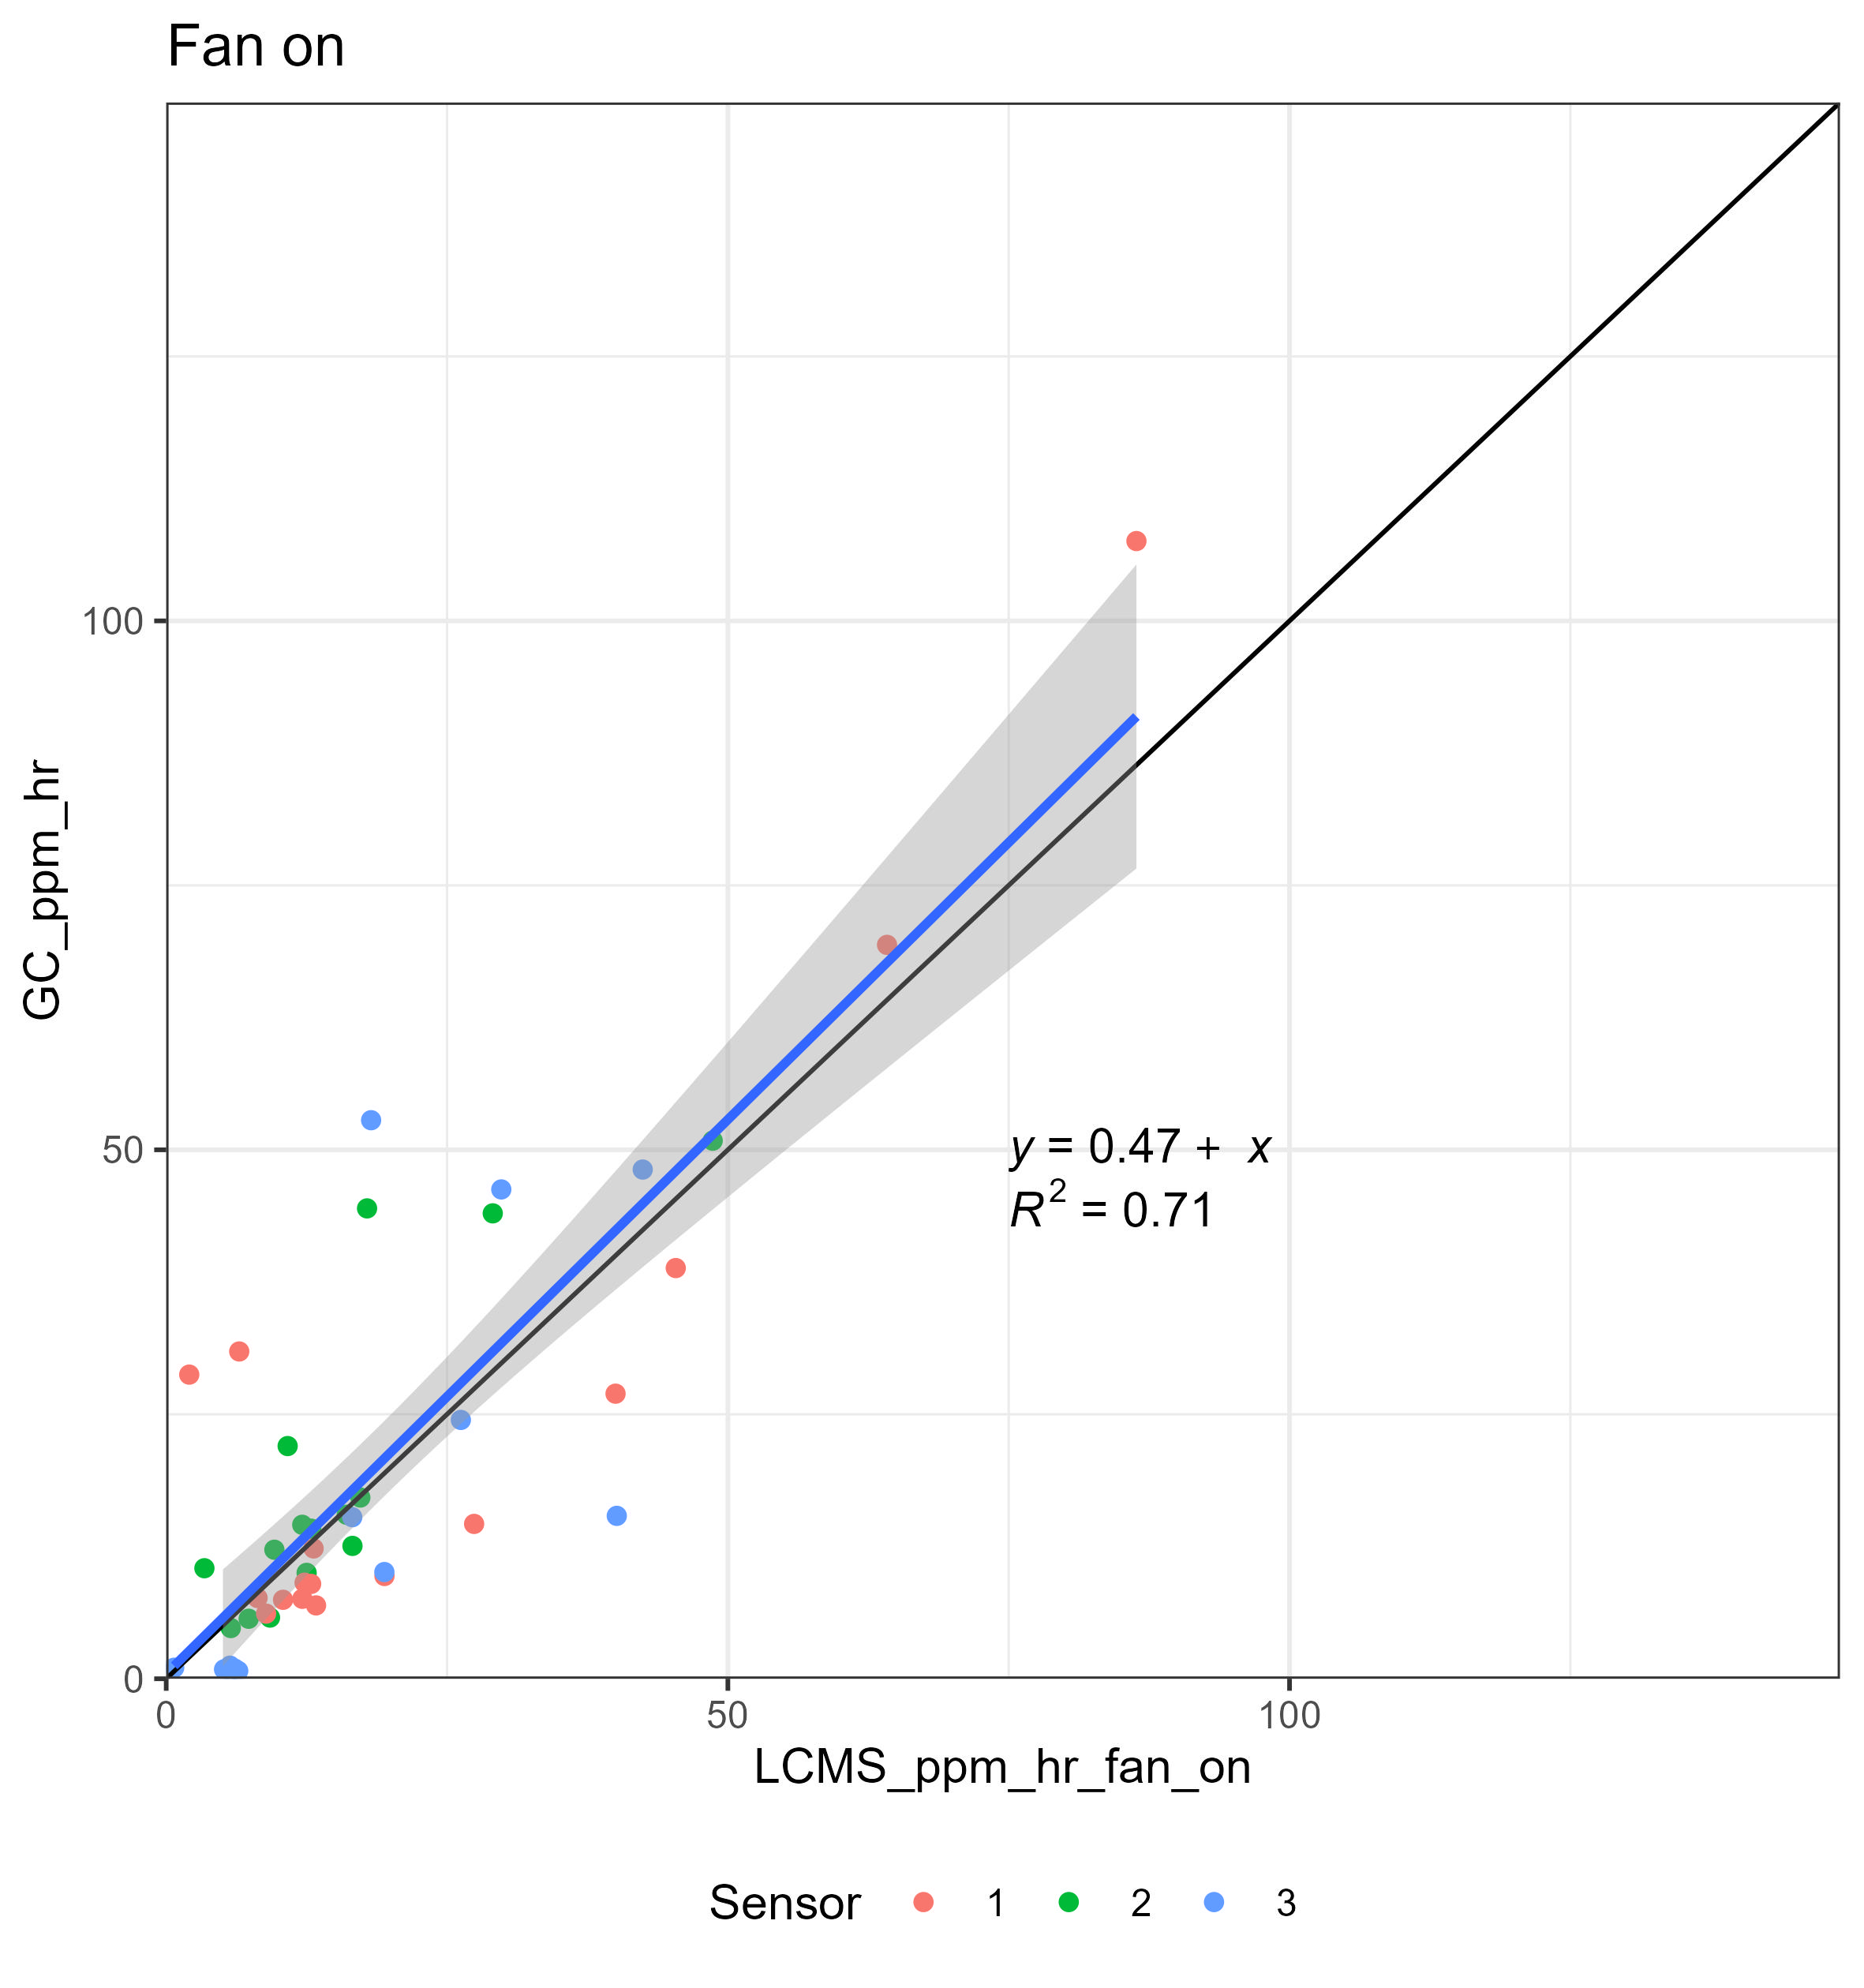 Fan on
GC_ppm_hr
100
50
0
y = 0.47 + x
R² = 0.71
0 50 100
LCMS_ppm_hr_fan_on
Sensor 1 2 3